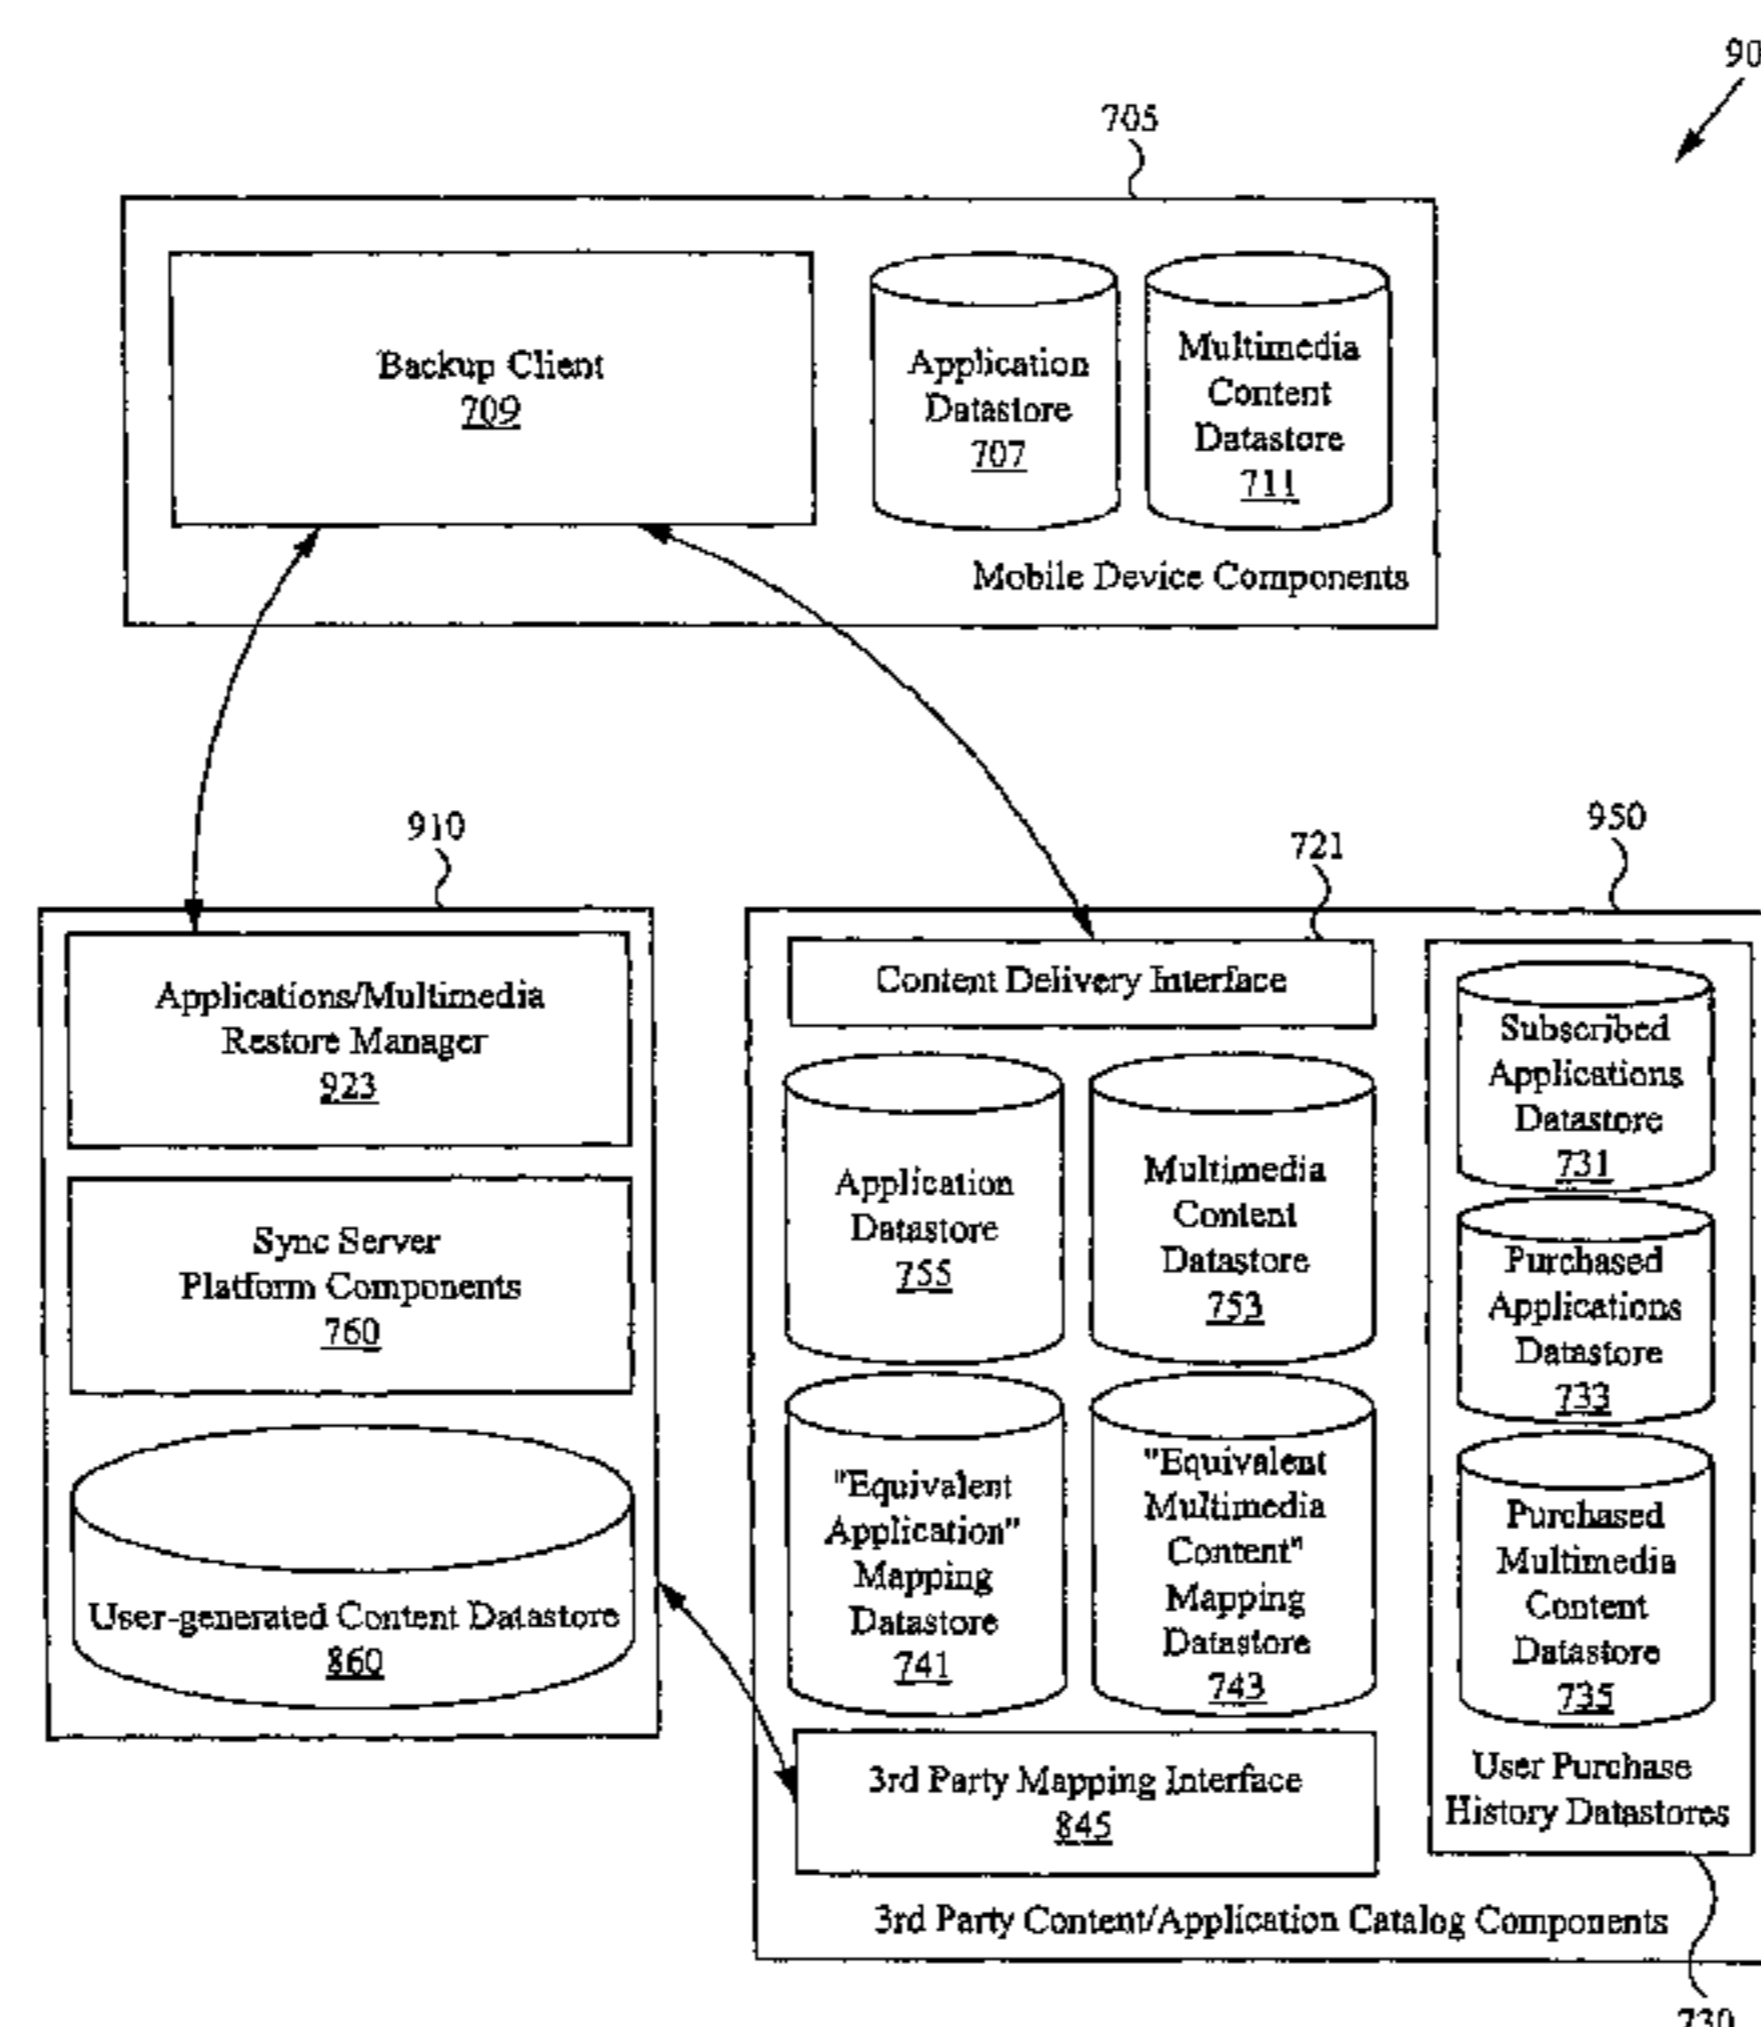 90
705
Backup Client
709
Application
Datastore
707
Multimedia
Content
Datastore
711
Mobile Device Components
910
Applications/Multimedia
Restore Manager
923
Sync Server
Platform Components
760
User-generated Content Datastore
860
950
721
Content Delivery Interface
Application
Datastore
755
Multimedia
Content
Datastore
753
"Equivalent
Application"
Mapping
Datastore
741
"Equivalent
Multimedia
Content"
Mapping
Datastore
743
3rd Party Mapping Interface
845
Subscribed
Applications
Datastore
731
Purchased
Applications
Datastore
733
Purchased
Multimedia
Content
Datastore
735
User Purchase
History Datastores
3rd Party Content/Application Catalog Components
730